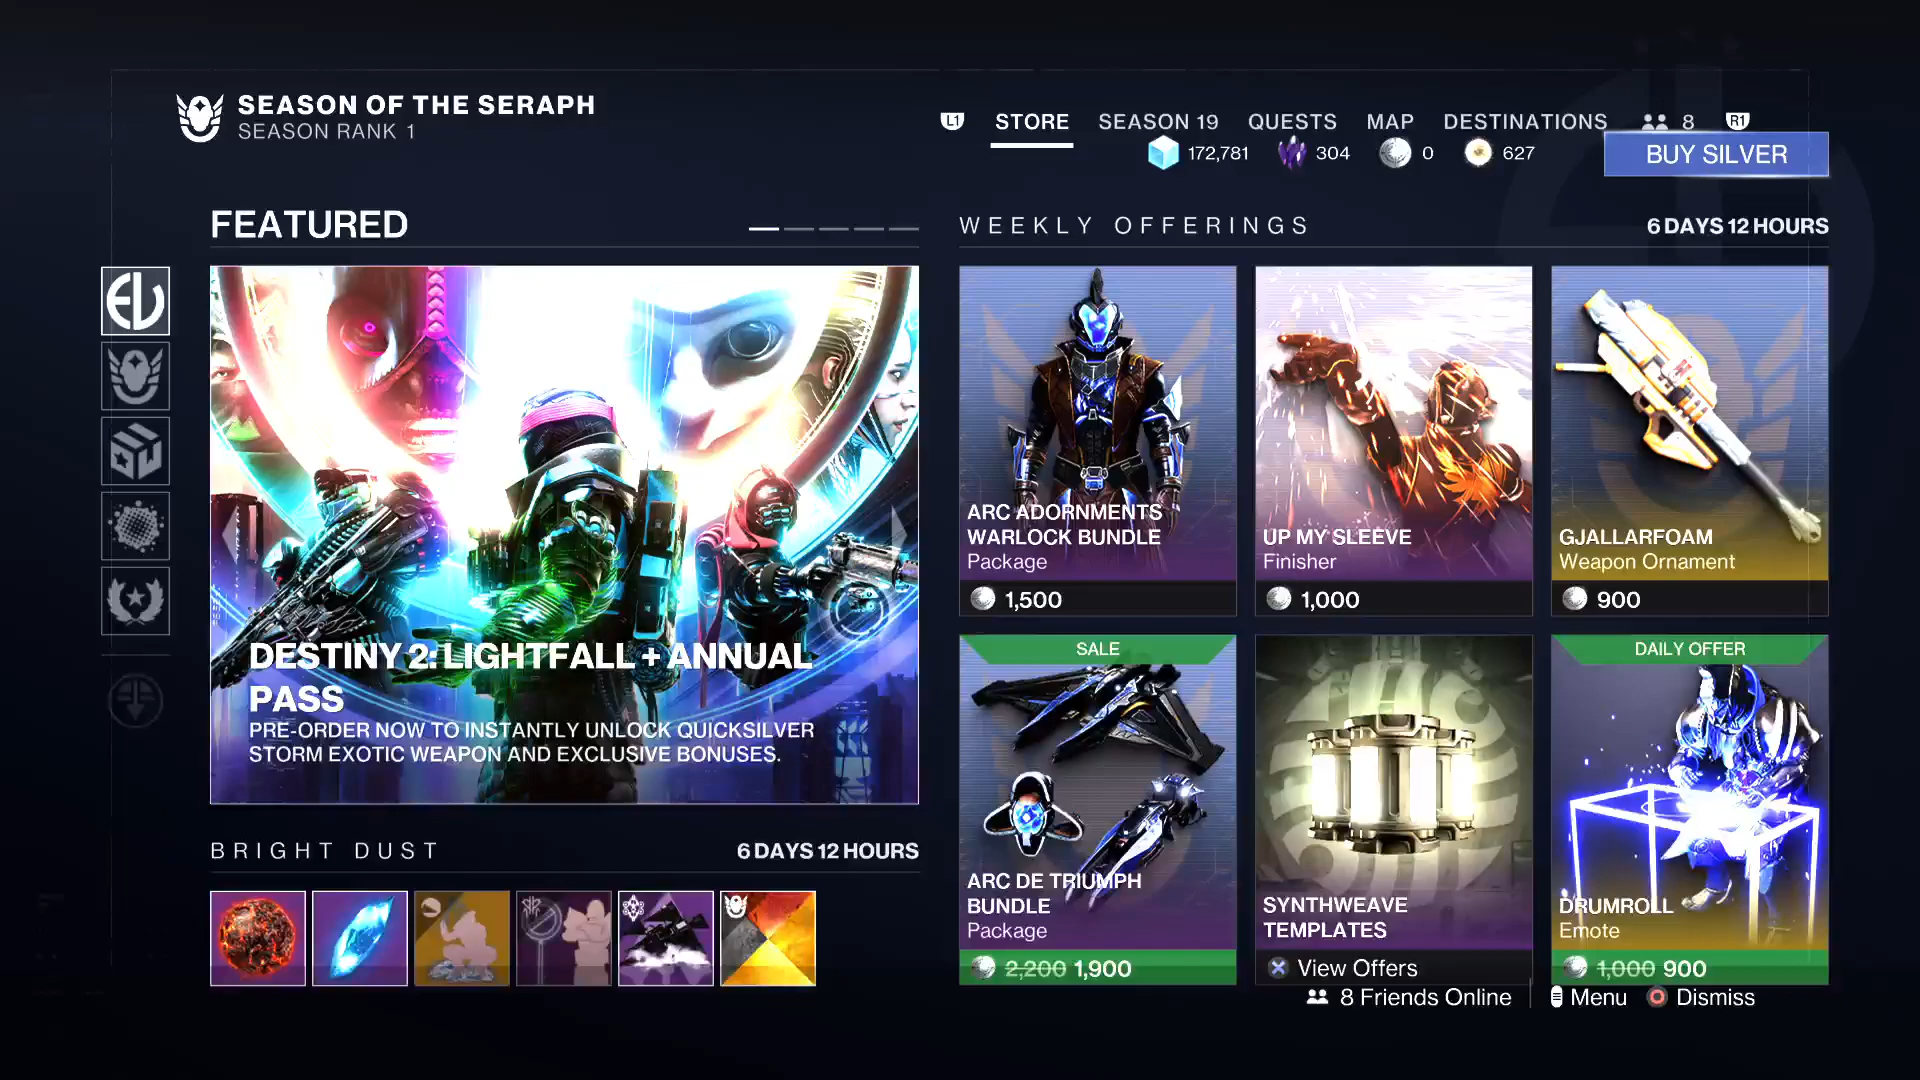 SEASON OF THE SERAPH
SEASON RANK 1
L1
STORE
SEASON 19
QUESTS
MAP
DESTINATIONS
8
R1
172,781
304
0
627
BUY SILVER
FEATURED
DESTINY 2: LIGHTFALL + ANNUAL
PASS
PRE-ORDER NOW TO INSTANTLY UNLOCK QUICKSILVER
STORM EXOTIC WEAPON AND EXCLUSIVE BONUSES.
BRIGHT DUST
6 DAYS 12 HOURS
WEEKLY OFFERINGS
6 DAYS 12 HOURS
ARC ADORNMENTS
WARLOCK BUNDLE
Package
1,500
UP MY SLEEVE
Finisher
1,000
GJALLARFOAM
Weapon Ornament
900
SALE
ARC DE TRIUMPH
BUNDLE
Package
2,200 1,900
SYNTHWEAVE
TEMPLATES
View Offers
DAILY OFFER
DRUMROLL
Emote
1,000 900
8 Friends Online
Menu
Dismiss